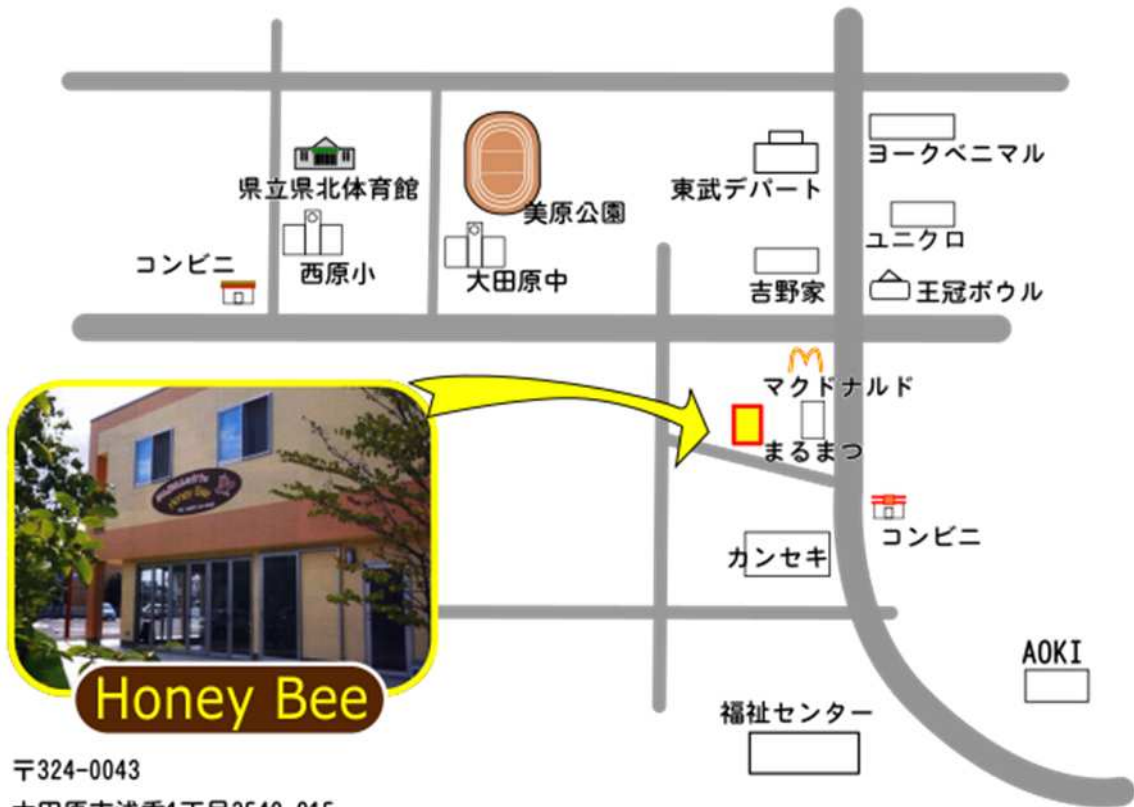 ヨークベニマル
県立県北体育館
東武デパート
美原公園
ユニクロ
コンビニ
西原小
大田原中
吉野家
王冠ボウル
マクドナルド
まるまつ
コンビニ
カンセキ
Honey Bee
Honey Bee
AOKI
福祉センター
〒324-0043